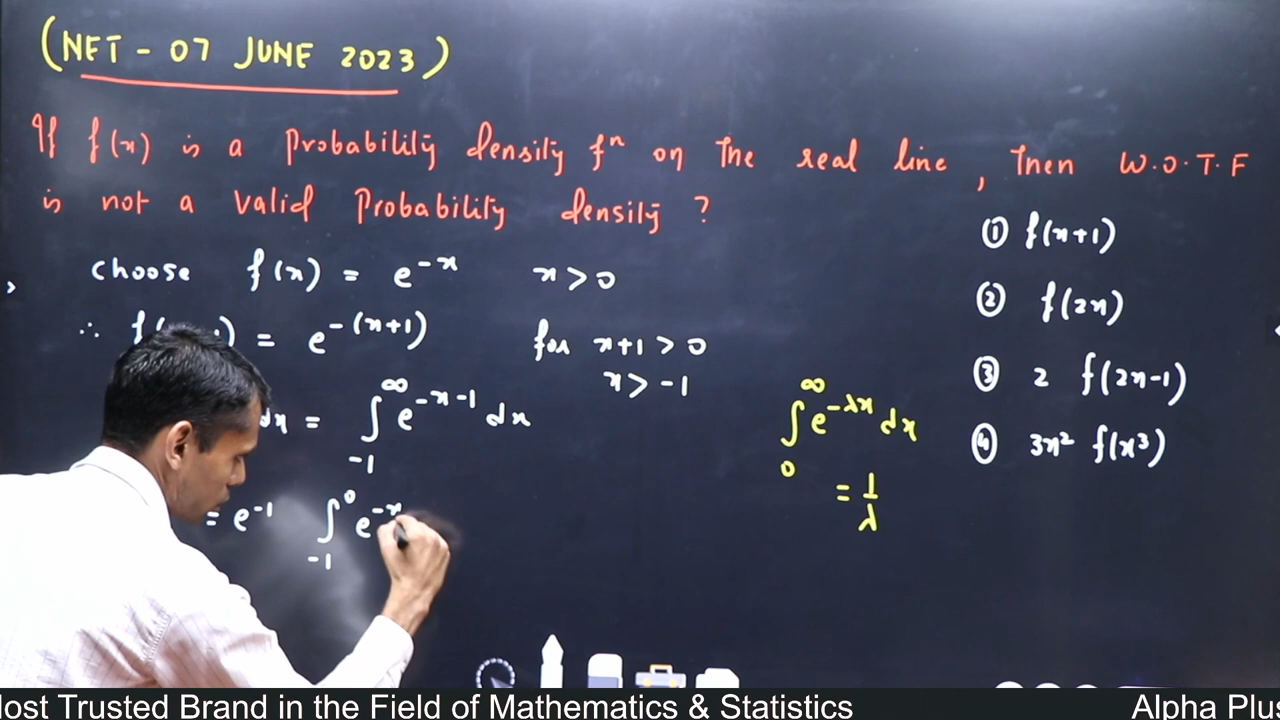 (NET - 07 JUNE 2023)
If f(x) is a Probability density fⁿ on the real line, then W.O.T.F
is not a valid Probability density ?
① f(x+1)
choose f(x) = e^{-x} x > 0
② f(2x)
∴ = e^{-(x+1)} for x+1 > 0
x > -1
③ 2 f(2x-1)
dx = ∫_{-1}^{∞} e^{-x-1} dx
∫_{0}^{∞} e^{-λx} dx
④ 3x² f(x³)
= 1/λ
= e^{-1} ∫_{-1}^{0} e^{-x}
Most Trusted Brand in the Field of Mathematics & Statistics Alpha Plus